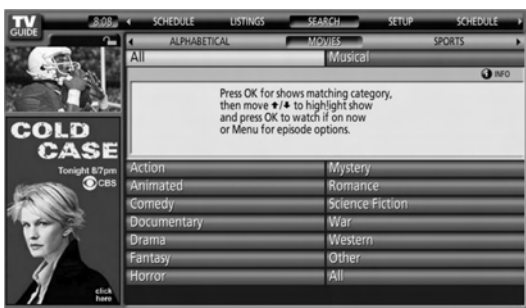 TV
GUIDE
8:08
SCHEDULE LISTINGS SEARCH SETUP SCHEDULE
ALPHABETICAL MOVIES SPORTS
All Musical
i INFO
Press OK for shows matching category,
then move ↑/↓ to highlight show
and press OK to watch if on now
or Menu for episode options.
COLD
CASE
Tonight 8/7pm
CBS
click
here
Action Mystery
Animated Romance
Comedy Science Fiction
Documentary War
Drama Western
Fantasy Other
Horror All